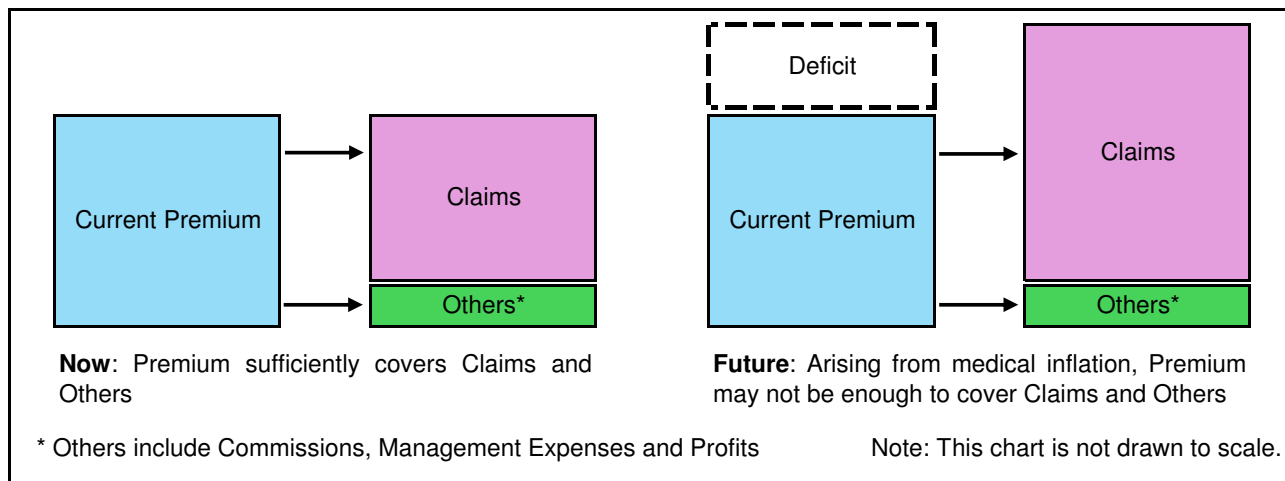 Deficit
Current Premium
Claims
Others*
Current Premium
Claims
Others*
Now: Premium sufficiently covers Claims and
Others
Future: Arising from medical inflation, Premium
may not be enough to cover Claims and Others
* Others include Commissions, Management Expenses and Profits
Note: This chart is not drawn to scale.